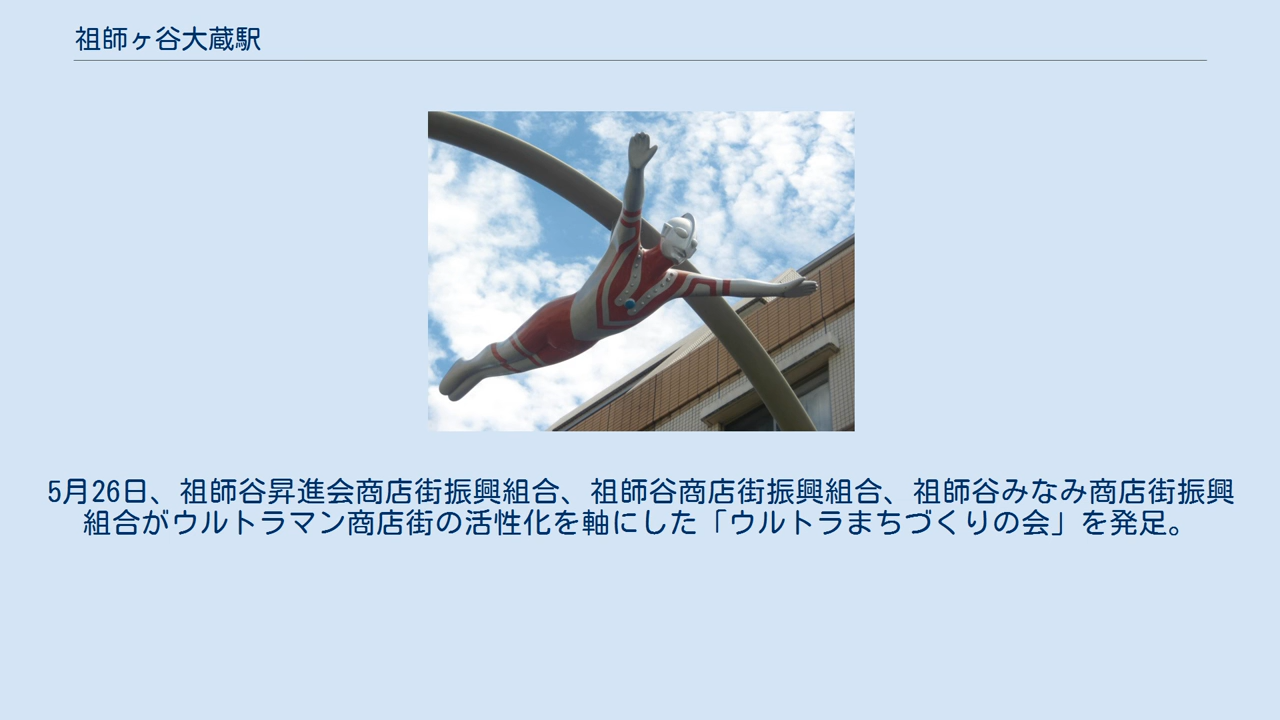 祖師ヶ谷大蔵駅
5月26日、祖師谷昇進会商店街振興組合、祖師谷商店街振興組合、祖師谷みなみ商店街振興
組合がウルトラマン商店街の活性化を軸にした「ウルトラまちづくりの会」を発足。